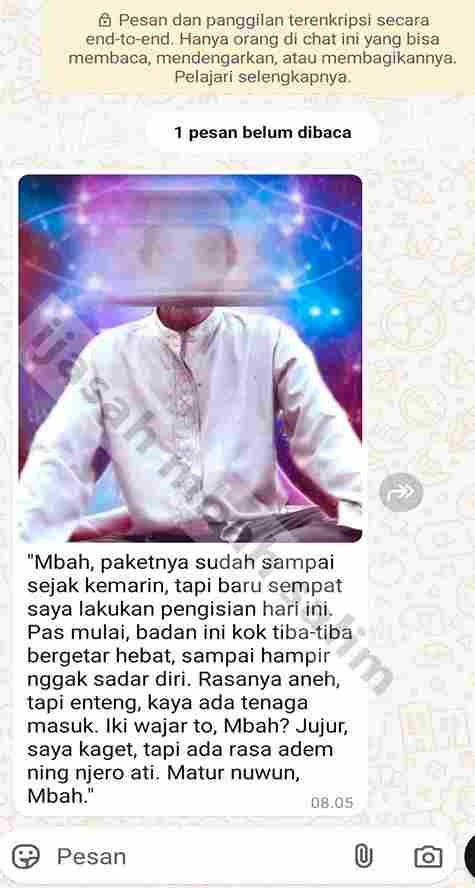 Pesan dan panggilan terenkripsi secara
end-to-end. Hanya orang di chat ini yang bisa
membaca, mendengarkan, atau membagikannya.
Pelajari selengkapnya.
1 pesan belum dibaca
ijasah mbah salim
"Mbah, paketnya sudah sampai
sejak kemarin, tapi baru sempat
saya lakukan pengisian hari ini.
Pas mulai, badan ini kok tiba-tiba
bergetar hebat, sampai hampir
nggak sadar diri. Rasanya aneh,
tapi enteng, kaya ada tenaga
masuk. Iki wajar to, Mbah? Jujur,
saya kaget, tapi ada rasa adem
ning njero ati. Matur nuwun,
Mbah."
08.05
Pesan